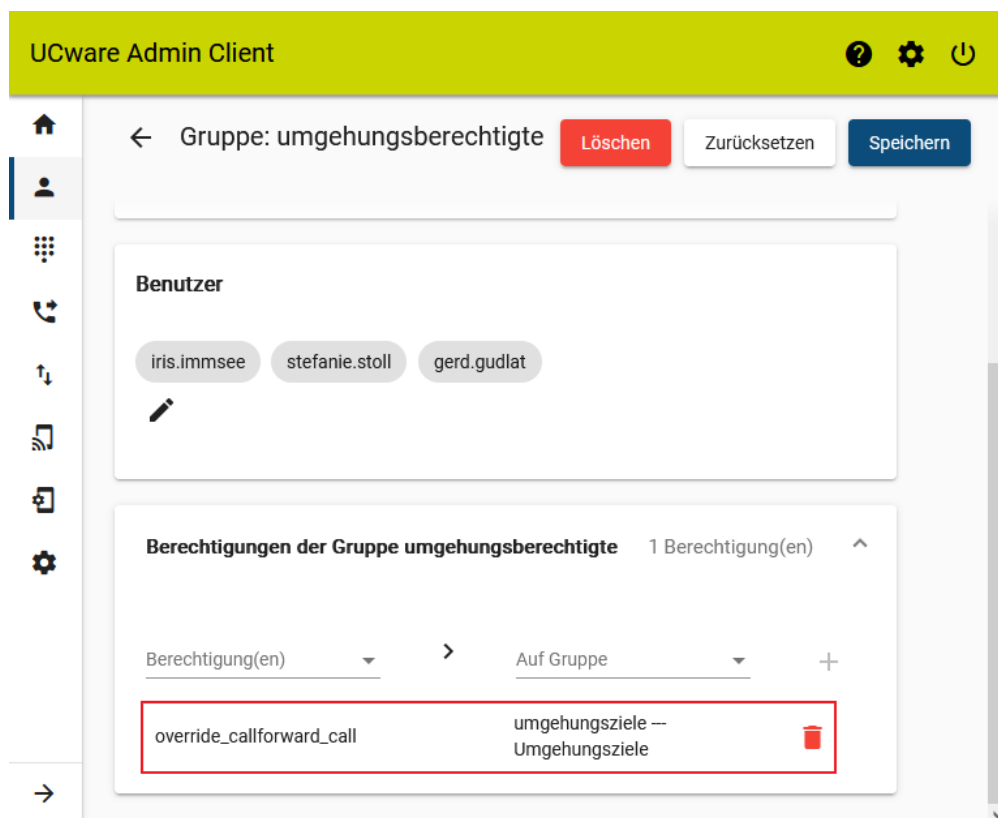 UCware Admin Client
Gruppe: umgehungsberechtigte
Löschen
Zurücksetzen
Speichern
Benutzer
iris.immsee
stefanie.stoll
gerd.gudlat
Berechtigungen der Gruppe umgehungsberechtigte
1 Berechtigung(en)
Berechtigung(en)
Auf Gruppe
override_callforward_call
umgehungsziele ---
Umgehungsziele